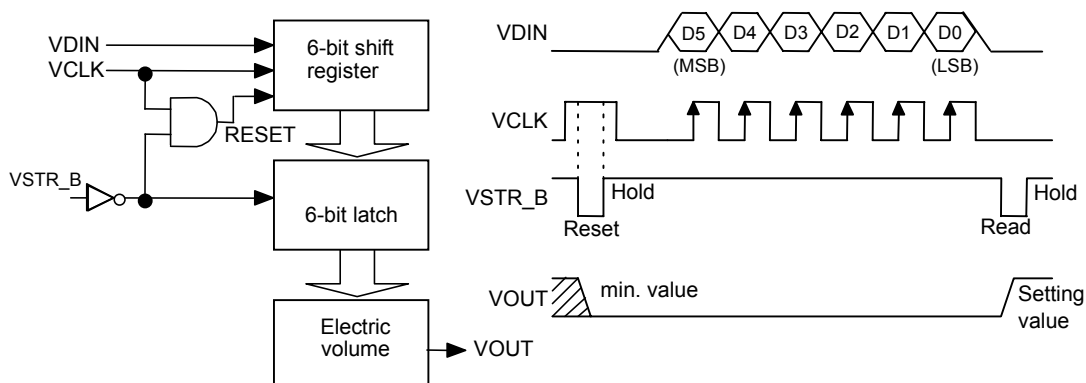 VDIN
VCLK
6-bit shift
register
RESET
VSTR_B
6-bit latch
Electric
volume
VOUT
VDIN
D5
D4
D3
D2
D1
D0
(MSB)
(LSB)
VCLK
VSTR_B
Hold
Reset
Hold
Read
VOUT
min. value
Setting
value